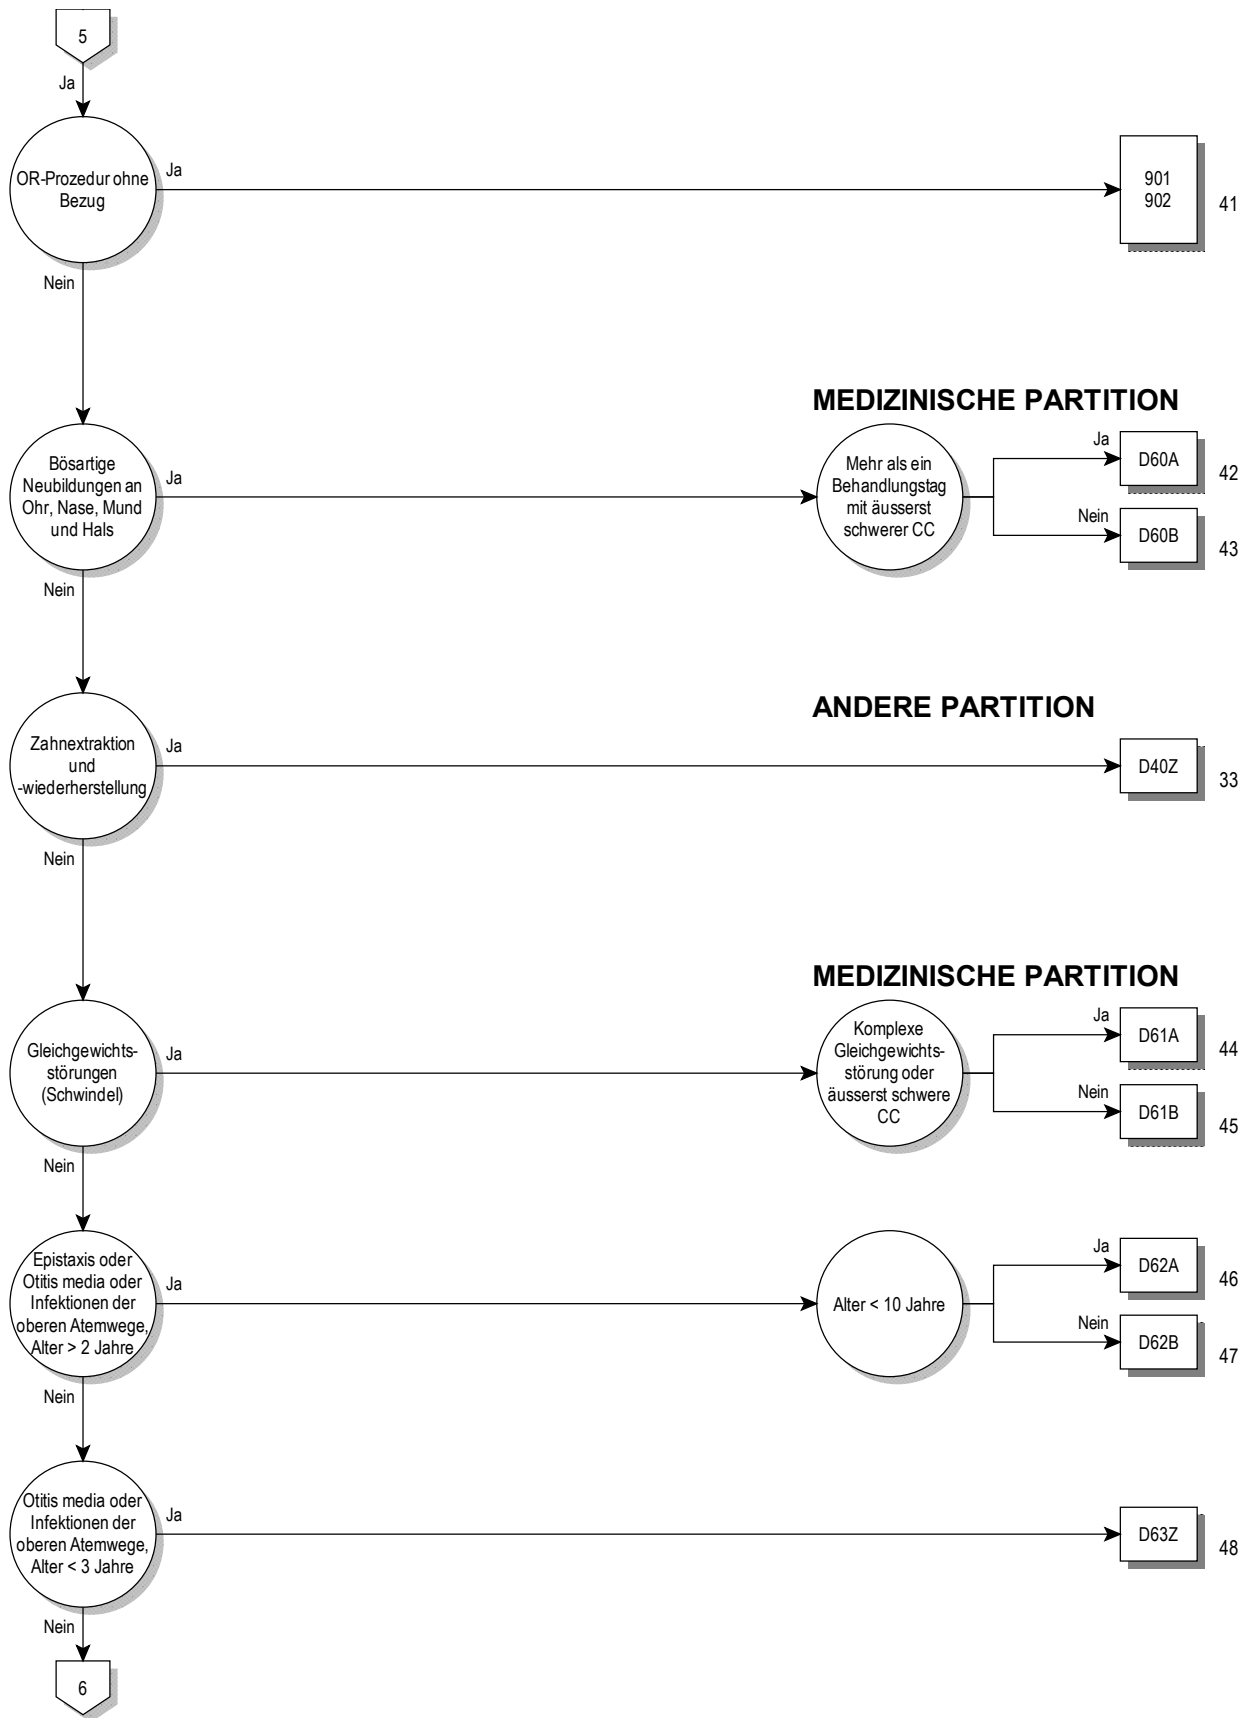 5
Ja
OR-Prozedur ohne
Bezug
Ja
901
902
41
Nein
MEDIZINISCHE PARTITION
Bösartige
Neubildungen an
Ohr, Nase, Mund
und Hals
Ja
Mehr als ein
Behandlungstag
mit äusserst
schwerer CC
Ja
D60A
42
Nein
D60B
43
Nein
ANDERE PARTITION
Zahnextraktion
und
-wiederherstellung
Ja
D40Z
33
Nein
MEDIZINISCHE PARTITION
Gleichgewichts-
störungen
(Schwindel)
Ja
Komplexe
Gleichgewichts-
störung oder
äusserst schwere
CC
Ja
D61A
44
Nein
D61B
45
Nein
Epistaxis oder
Otitis media oder
Infektionen der
oberen Atemwege,
Alter > 2 Jahre
Ja
Alter < 10 Jahre
Ja
D62A
46
Nein
D62B
47
Nein
Otitis media oder
Infektionen der
oberen Atemwege,
Alter < 3 Jahre
Ja
D63Z
48
Nein
6